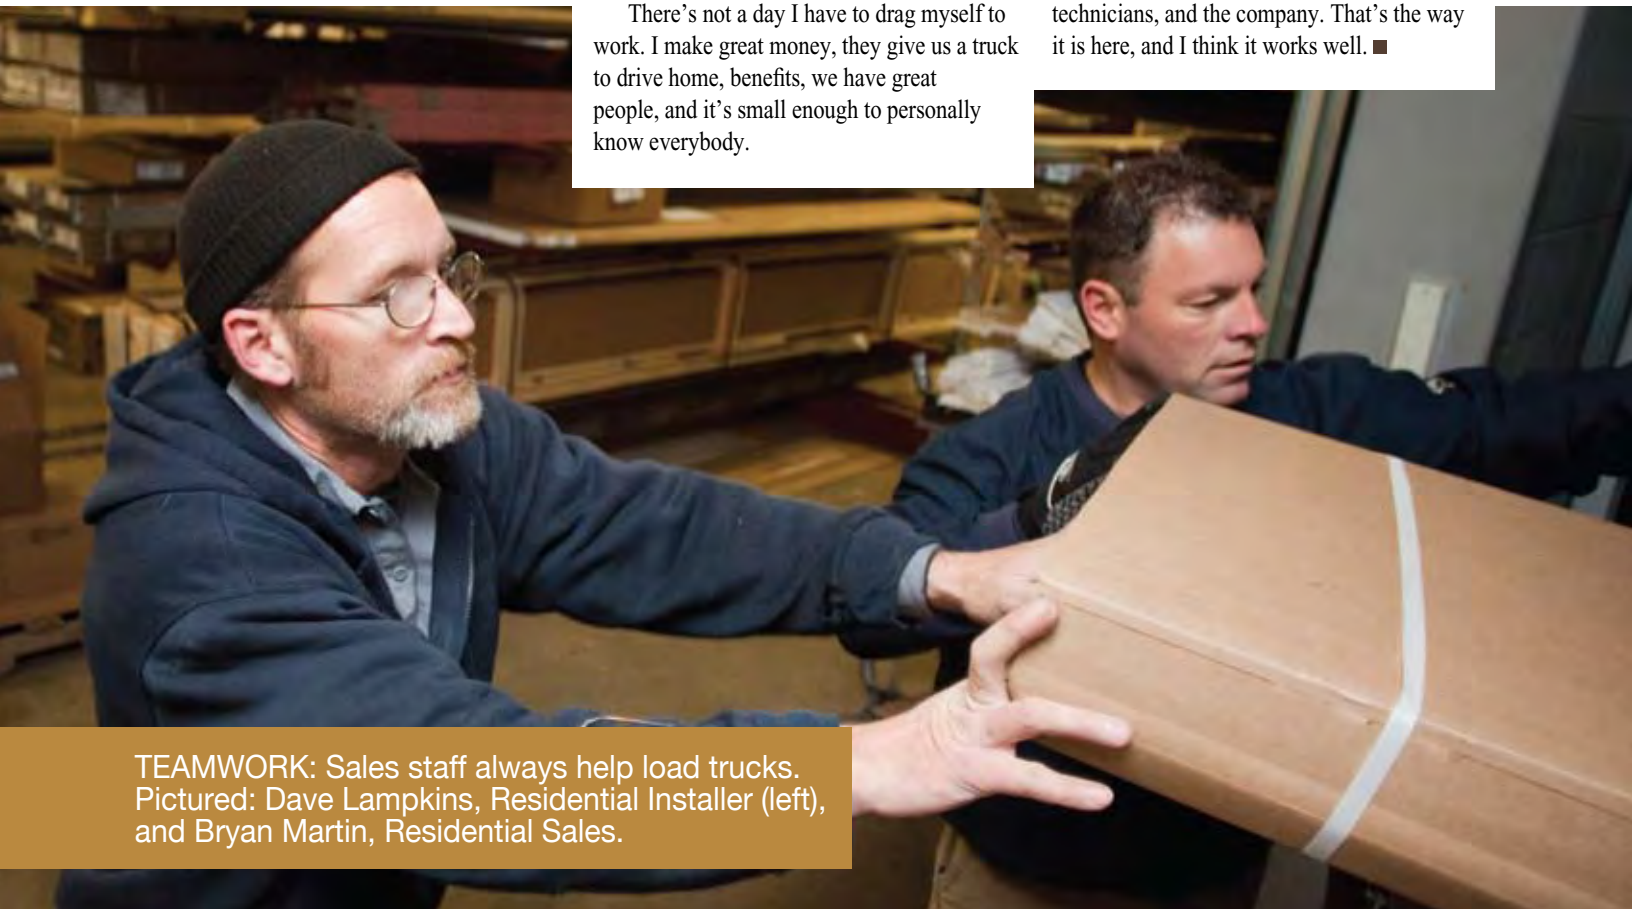 There’s not a day I have to drag myself to
work. I make great money, they give us a truck
to drive home, benefits, we have great
people, and it’s small enough to personally
know everybody.
technicians, and the company. That’s the way
it is here, and I think it works well. ■
TEAMWORK: Sales staff always help load trucks.
Pictured: Dave Lampkins, Residential Installer (left),
and Bryan Martin, Residential Sales.